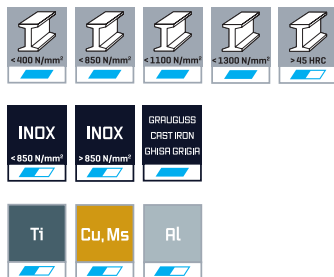 <400 N/mm² <850 N/mm² <1100 N/mm² <1300 N/mm² >45 HRC
INOX INOX GRAUGUSS
CAST IRON
GHISA GRIGIA
<850 N/mm² >850 N/mm²
Ti Cu, Ms Al